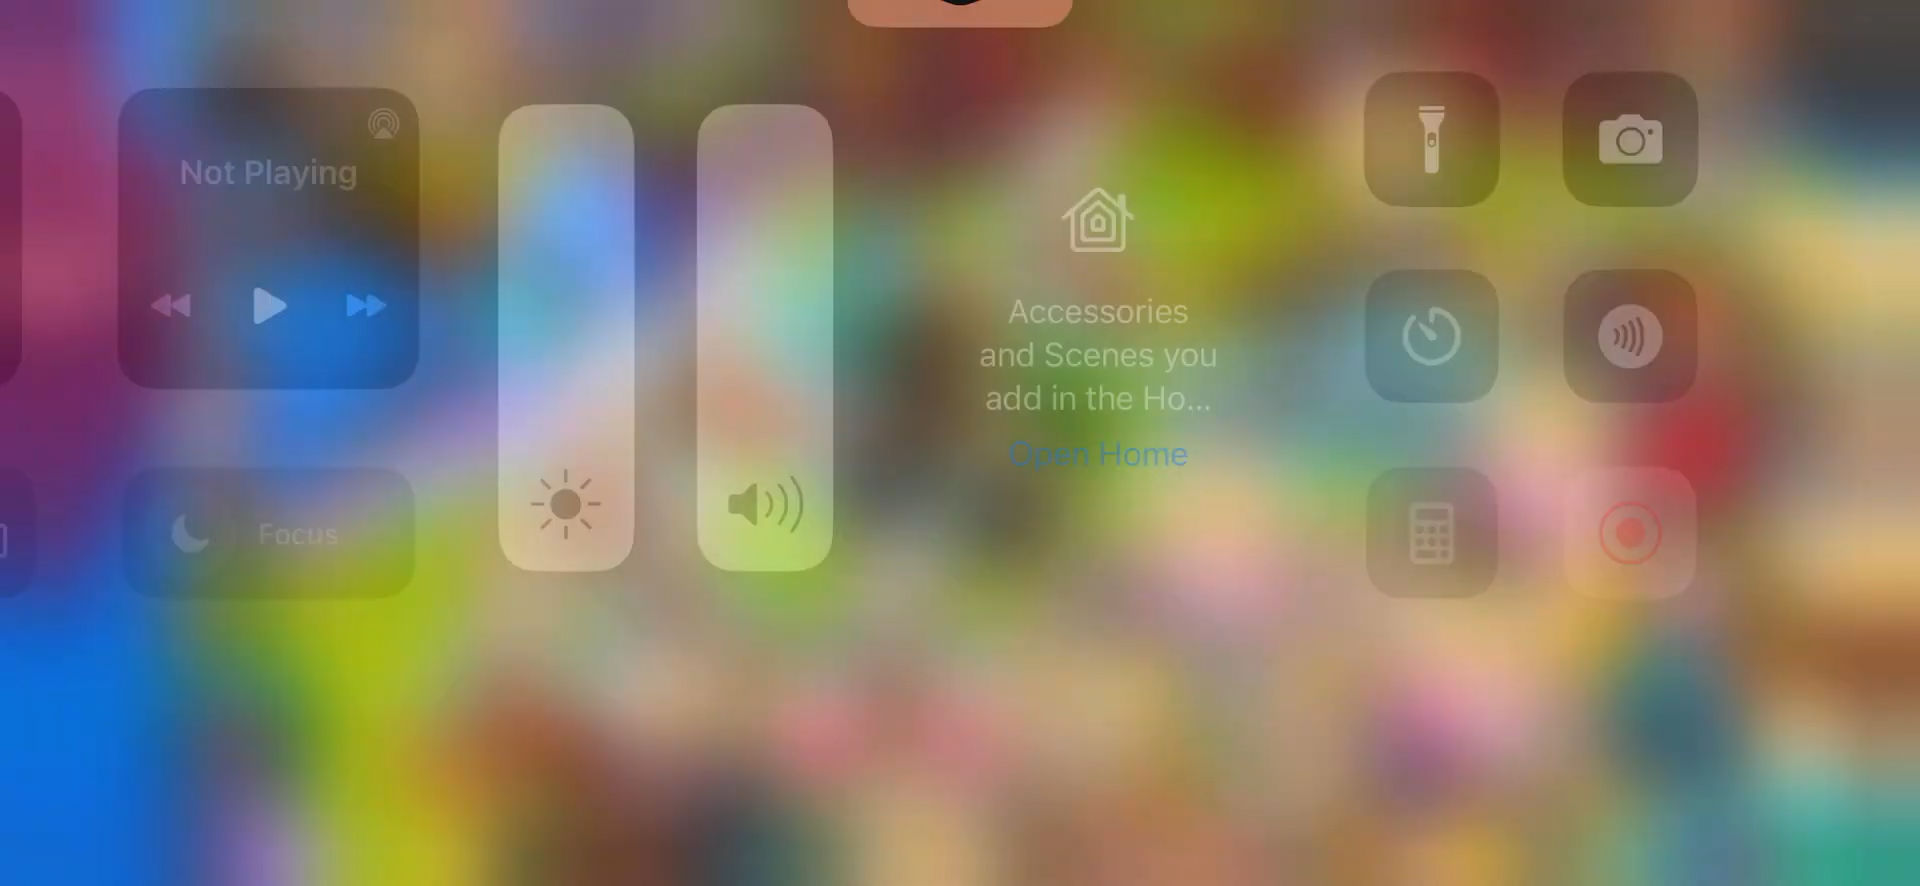 Not Playing
Focus
Accessories
and Scenes you
add in the Ho...
Open Home